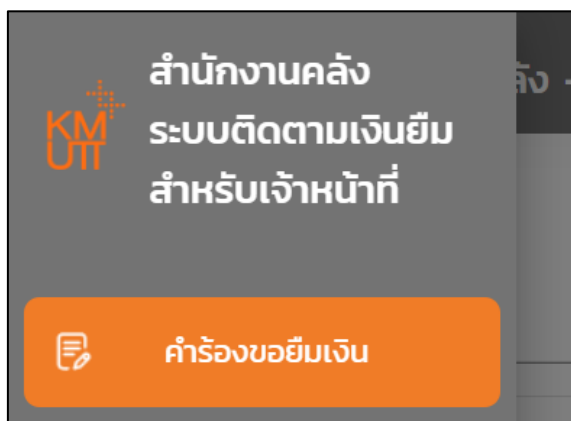 สำนักงานคลัง
ระบบติดตามเงินยืม
สำหรับเจ้าหน้าที่
KM
UTT
คำร้องขอยืมเงิน